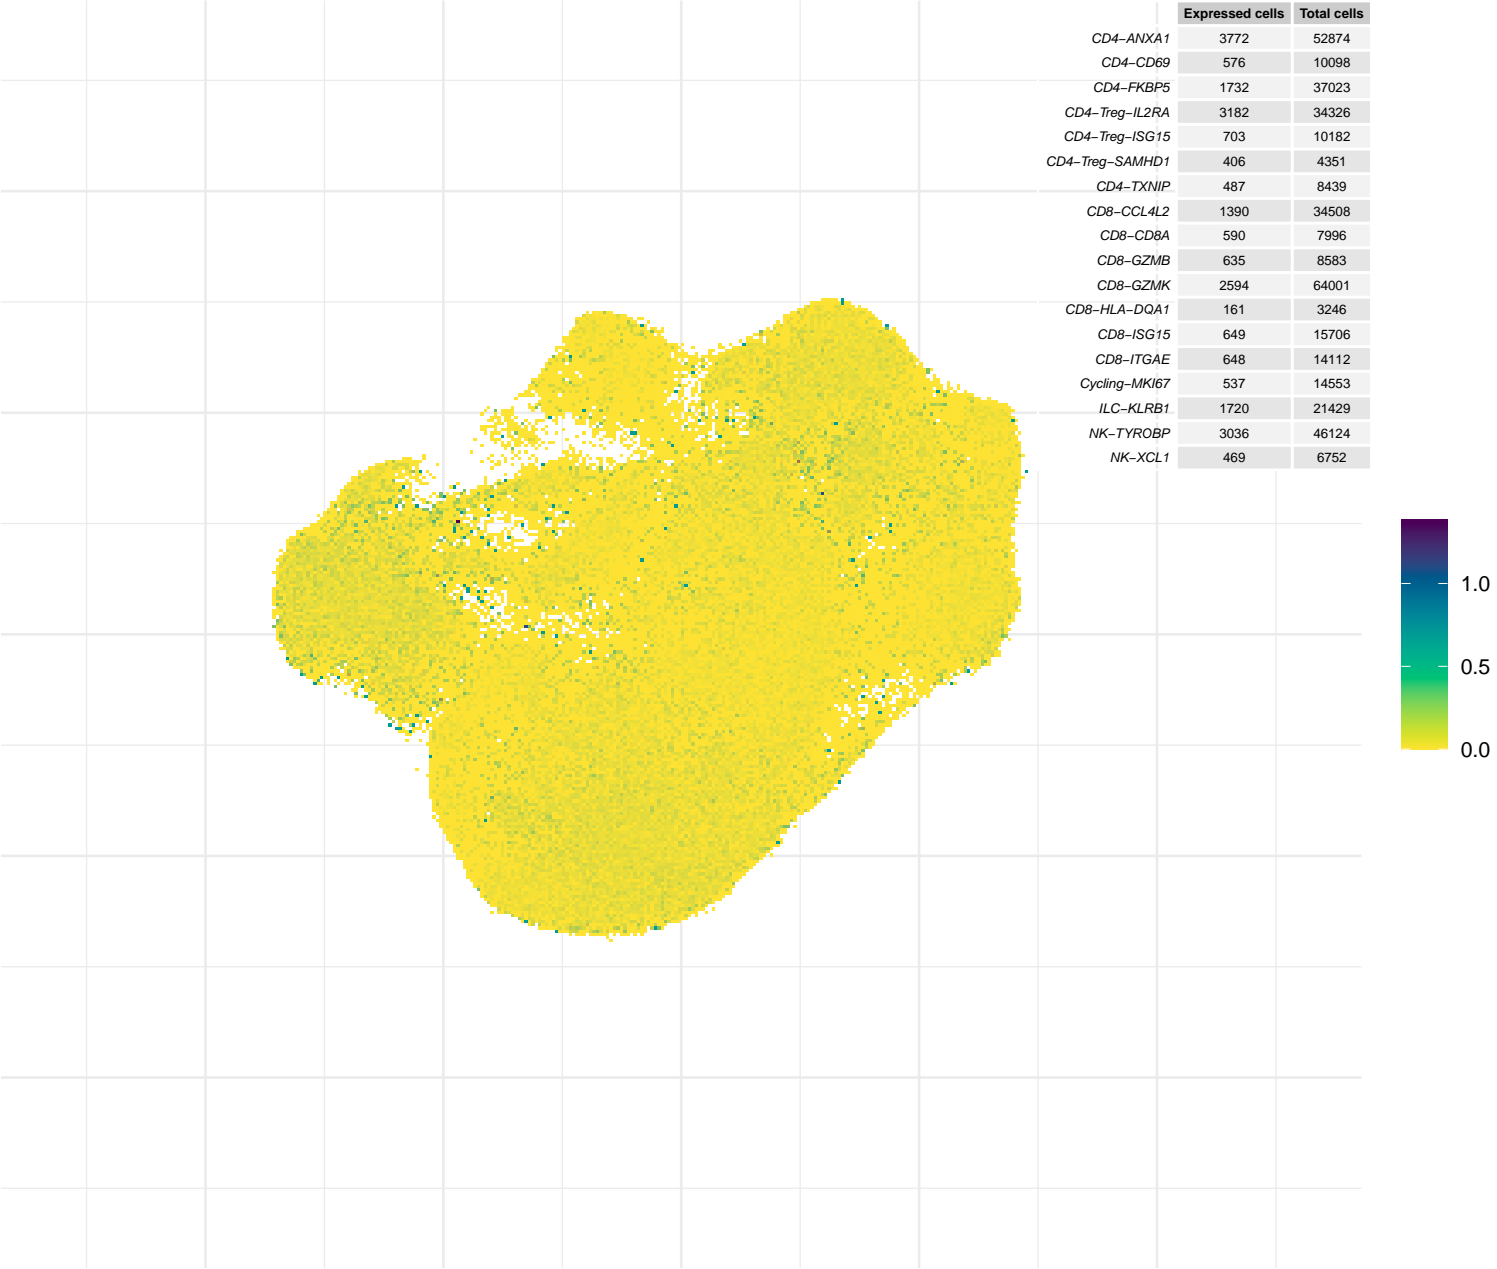 Expressed cells Total cells
CD4−ANXA1 3772 52874
CD4−CD69 576 10098
CD4−FKBP5 1732 37023
CD4−Treg−IL2RA 3182 34326
CD4−Treg−ISG15 703 10182
CD4−Treg−SAMHD1 406 4351
CD4−TXNIP 487 8439
CD8−CCL4L2 1390 34508
CD8−CD8A 590 7996
CD8−GZMB 635 8583
CD8−GZMK 2594 64001
CD8−HLA−DQA1 161 3246
CD8−ISG15 649 15706
CD8−ITGAE 648 14112
Cycling−MKI67 537 14553
ILC−KLRB1 1720 21429
NK−TYROBP 3036 46124
NK−XCL1 469 6752
1.0
0.5
0.0